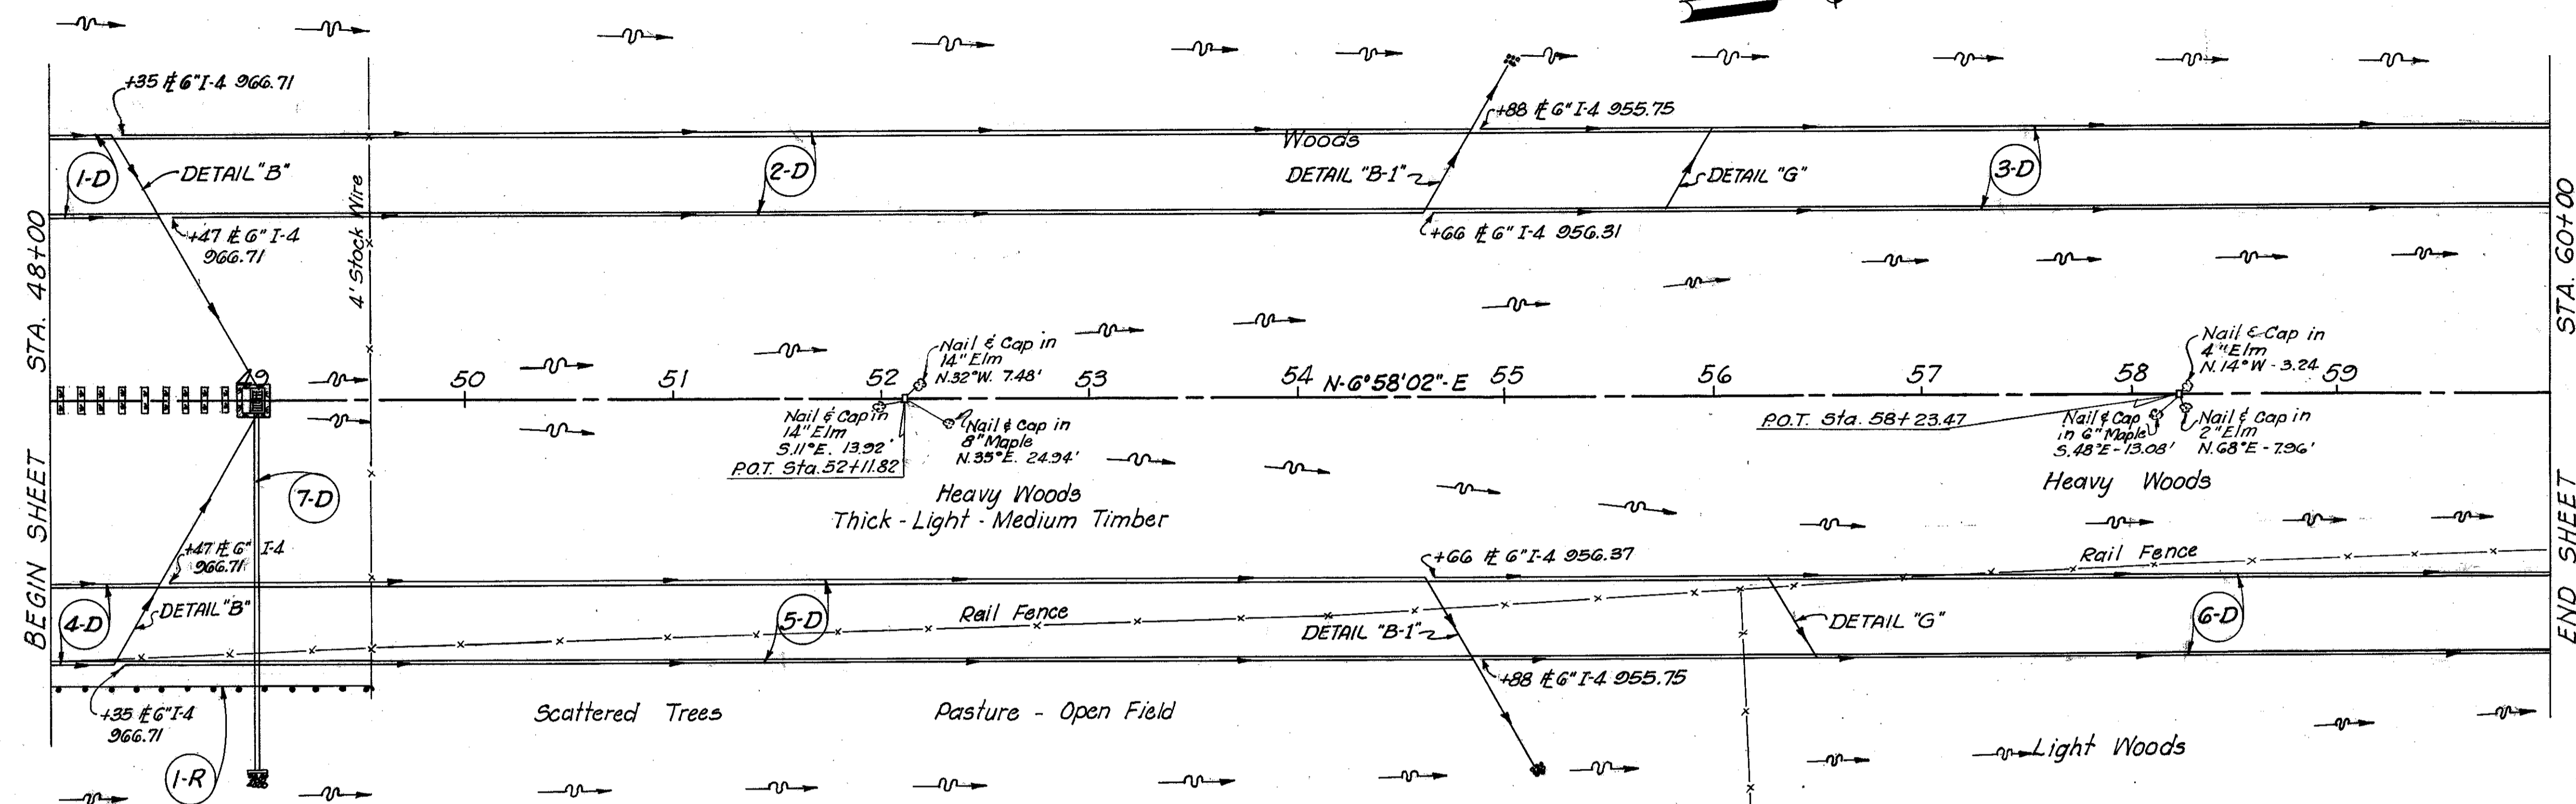 +35 ⅊ 6" I-4 966.71
1-D
DETAIL "B"
+47 ⅊ 6" I-4
966.71
BEGIN SHEET STA. 48+00
4' Stock Wire
2-D
Woods
+88 ⅊ 6" I-4 955.75
DETAIL "B-1"
DETAIL "G"
3-D
+66 ⅊ 6" I-4 956.31
END SHEET STA. 60+00
49
50
51
52
53
54
N-6°58'02"-E
55
56
57
58
59
Nail & Cap in
14" Elm
N.32°W. 7.48'
Nail & Cap in
14" Elm
S.11°E. 13.92'
P.O.T. Sta. 52+11.82
Nail & Cap in
8" Maple
N.35°E. 24.94'
Nail & Cap in
4" Elm
N.14°W - 3.24
P.O.T. Sta. 58+23.47
Nail & Cap
in 6" Maple
S.48°E - 13.08'
Nail & Cap in
2" Elm
N.68°E - 7.96'
7-D
Heavy Woods
Thick - Light - Medium Timber
Heavy Woods
+47 ⅊ 6" I-4
966.71
+66 ⅊ 6" I-4 956.37
Rail Fence
4-D
DETAIL "B"
5-D
Rail Fence
DETAIL "B-1"
DETAIL "G"
6-D
+35 ⅊ 6" I-4
966.71
1-R
Scattered Trees
Pasture - Open Field
+88 ⅊ 6" I-4 955.75
Light Woods